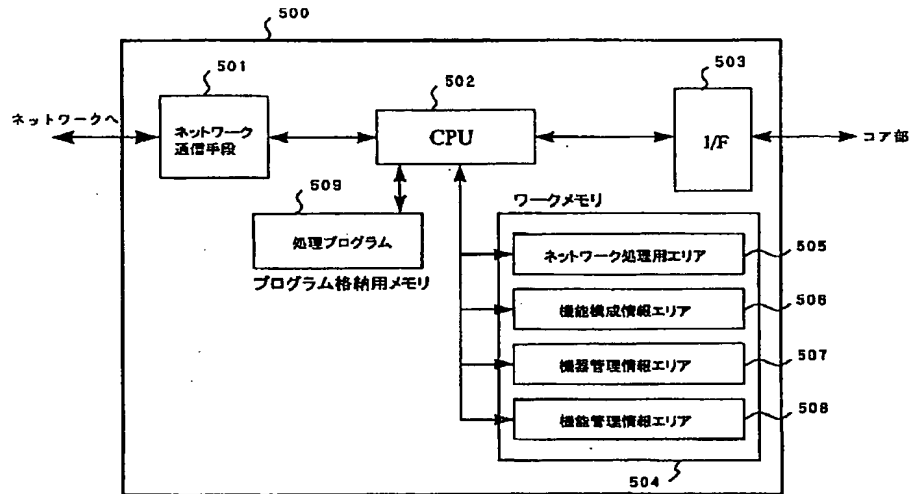 500
501
502
503
ネットワークへ
ネットワーク
通信手段
CPU
I/F
コア部
509
処理プログラム
プログラム格納用メモリ
ワークメモリ
ネットワーク処理用エリア
505
機能構成情報エリア
506
機器管理情報エリア
507
機能管理情報エリア
508
504